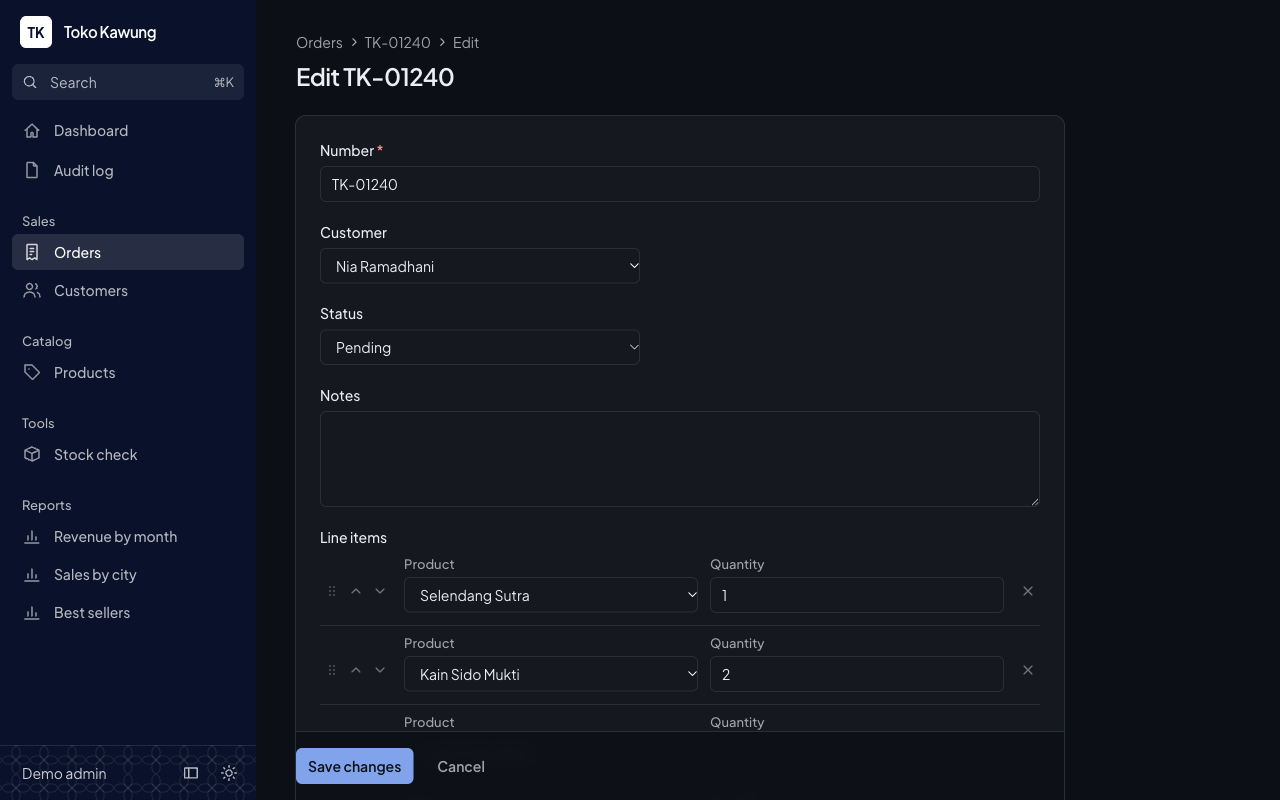 TK
Toko Kawung
Search
⌘K
Dashboard
Audit log
Sales
Orders
Customers
Catalog
Products
Tools
Stock check
Reports
Revenue by month
Sales by city
Best sellers
Demo admin
Orders > TK-01240 > Edit
Edit TK-01240
Number *
TK-01240
Customer
Nia Ramadhani
Status
Pending
Notes
Line items
Product Quantity
Selendang Sutra 1
Product Quantity
Kain Sido Mukti 2
Product Quantity
Save changes Cancel